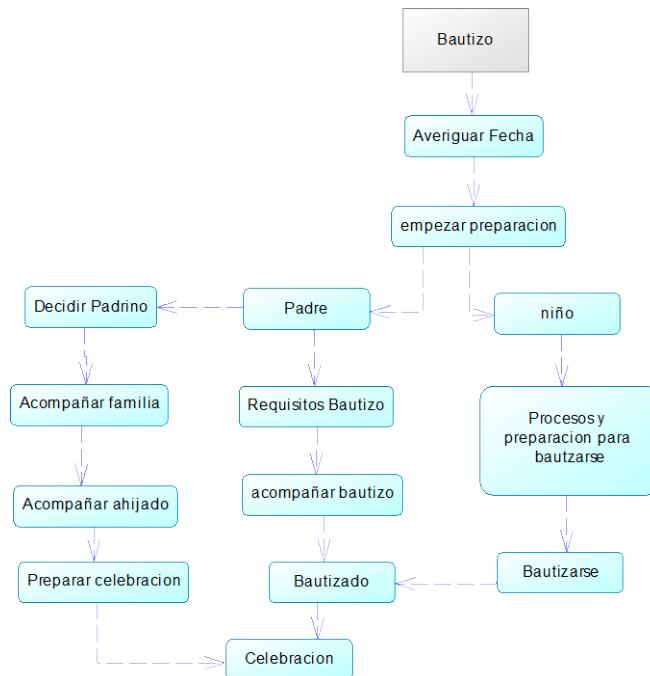 Bautizo
Averiguar Fecha
empezar preparacion
Decidir Padrino
Padre
niño
Acompañar familia
Requisitos Bautizo
Procesos y
preparacion para
bautzarse
Acompañar ahijado
acompañar bautizo
Preparar celebracion
Bautizado
Bautizarse
Celebracion